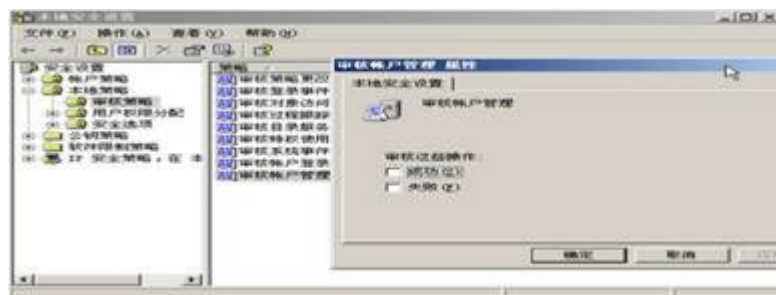 本地安全设置
文件(F) 操作(A) 查看(V) 帮助(H)
安全设置
帐户策略
本地策略
审核策略
用户权限分配
安全选项
公钥策略
软件限制策略
IP 安全策略，在 本
策略 /
审核策略更改
审核登录事件
审核对象访问
审核过程跟踪
审核目录服务
审核特权使用
审核系统事件
审核帐户登录
审核帐户管理
审核帐户管理 属性
本地安全设置
审核帐户管理
审核这些操作:
成功(S)
失败(F)
确定 取消